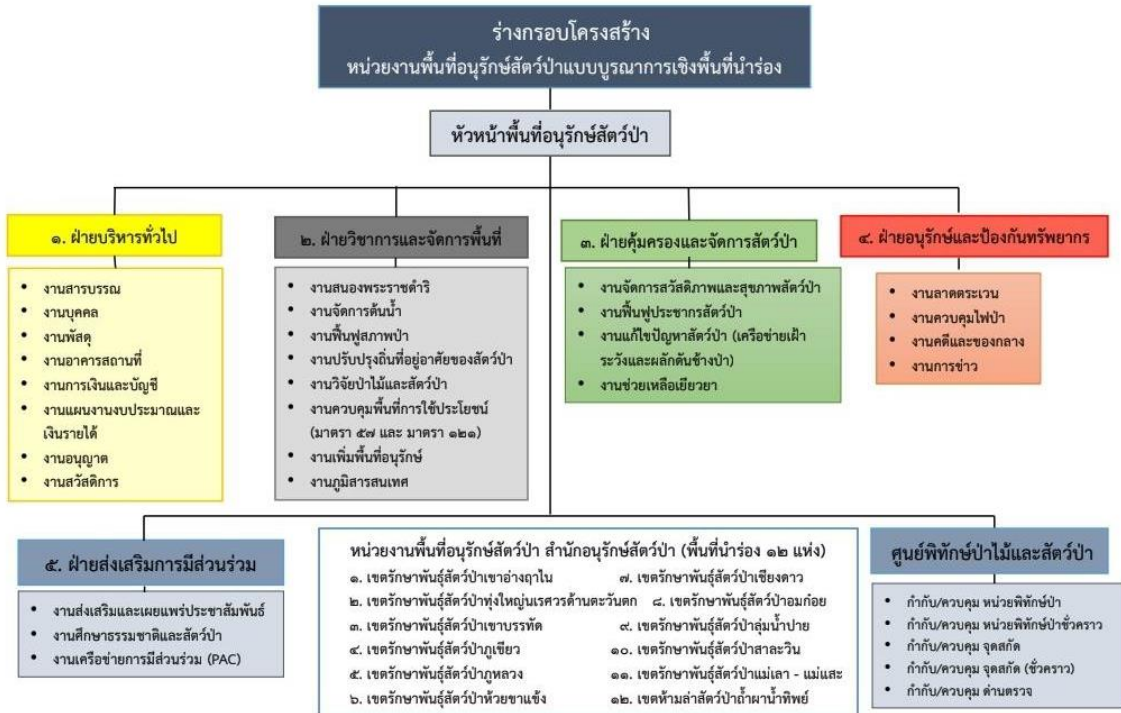 ร่างกรอบโครงสร้าง
หน่วยงานพื้นที่อนุรักษ์สัตว์ป่าแบบบูรณาการเชิงพื้นที่นำร่อง
หัวหน้าพื้นที่อนุรักษ์สัตว์ป่า
๑. ฝ่ายบริหารทั่วไป
• งานสารบรรณ
• งานบุคคล
• งานพัสดุ
• งานอาคารสถานที่
• งานการเงินและบัญชี
• งานแผนงานงบประมาณและ
เงินรายได้
• งานอนุญาต
• งานสวัสดิการ
๒. ฝ่ายวิชาการและจัดการพื้นที่
• งานสนองพระราชดำริ
• งานจัดการต้นน้ำ
• งานฟื้นฟูสภาพป่า
• งานปรับปรุงถิ่นที่อยู่อาศัยของสัตว์ป่า
• งานวิจัยป่าไม้และสัตว์ป่า
• งานควบคุมพื้นที่การใช้ประโยชน์
(มาตรา ๕๗ และ มาตรา ๑๒๑)
• งานเพิ่มพื้นที่อนุรักษ์
• งานภูมิสารสนเทศ
๓. ฝ่ายคุ้มครองและจัดการสัตว์ป่า
• งานจัดการสวัสดิภาพและสุขภาพสัตว์ป่า
• งานฟื้นฟูประชากรสัตว์ป่า
• งานแก้ไขปัญหาสัตว์ป่า (เครือข่ายเฝ้า
ระวังและผลักดันช้างป่า)
• งานช่วยเหลือเยียวยา
๔. ฝ่ายอนุรักษ์และป้องกันทรัพยากร
• งานลาดตระเวน
• งานควบคุมไฟป่า
• งานคดีและของกลาง
• งานการข่าว
๕. ฝ่ายส่งเสริมการมีส่วนร่วม
• งานส่งเสริมและเผยแพร่ประชาสัมพันธ์
• งานศึกษาธรรมชาติและสัตว์ป่า
• งานเครือข่ายการมีส่วนร่วม (PAC)
หน่วยงานพื้นที่อนุรักษ์สัตว์ป่า สำนักอนุรักษ์สัตว์ป่า (พื้นที่นำร่อง ๑๒ แห่ง)
๑. เขตรักษาพันธุ์สัตว์ป่าเขาอ่างฤาไน
๒. เขตรักษาพันธุ์สัตว์ป่าทุ่งใหญ่นเรศวรด้านตะวันตก
๓. เขตรักษาพันธุ์สัตว์ป่าเขาบรรทัด
๔. เขตรักษาพันธุ์สัตว์ป่าภูเขียว
๕. เขตรักษาพันธุ์สัตว์ป่าภูหลวง
๖. เขตรักษาพันธุ์สัตว์ป่าห้วยขาแข้ง
๗. เขตรักษาพันธุ์สัตว์ป่าเชียงดาว
๘. เขตรักษาพันธุ์สัตว์ป่าอมก๋อย
๙. เขตรักษาพันธุ์สัตว์ป่าลุ่มน้ำปาย
๑๐. เขตรักษาพันธุ์สัตว์ป่าสาละวิน
๑๑. เขตรักษาพันธุ์สัตว์ป่าแม่เลา - แม่แสะ
๑๒. เขตห้ามล่าสัตว์ป่าถ้ำผาน้ำทิพย์
ศูนย์พิทักษ์ป่าไม้และสัตว์ป่า
• กำกับ/ควบคุม หน่วยพิทักษ์ป่า
• กำกับ/ควบคุม หน่วยพิทักษ์ป่าชั่วคราว
• กำกับ/ควบคุม จุดสกัด
• กำกับ/ควบคุม จุดสกัด (ชั่วคราว)
• กำกับ/ควบคุม ด่านตรวจ